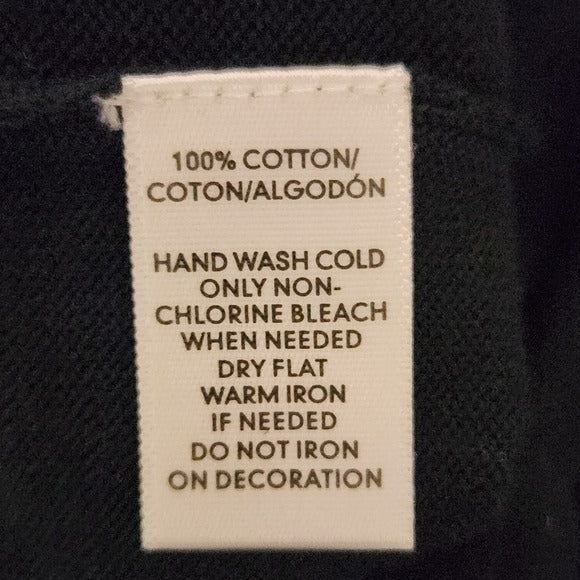 100% COTTON/
COTON/ALGODÓN
HAND WASH COLD
ONLY NON-
CHLORINE BLEACH
WHEN NEEDED
DRY FLAT
WARM IRON
IF NEEDED
DO NOT IRON
ON DECORATION